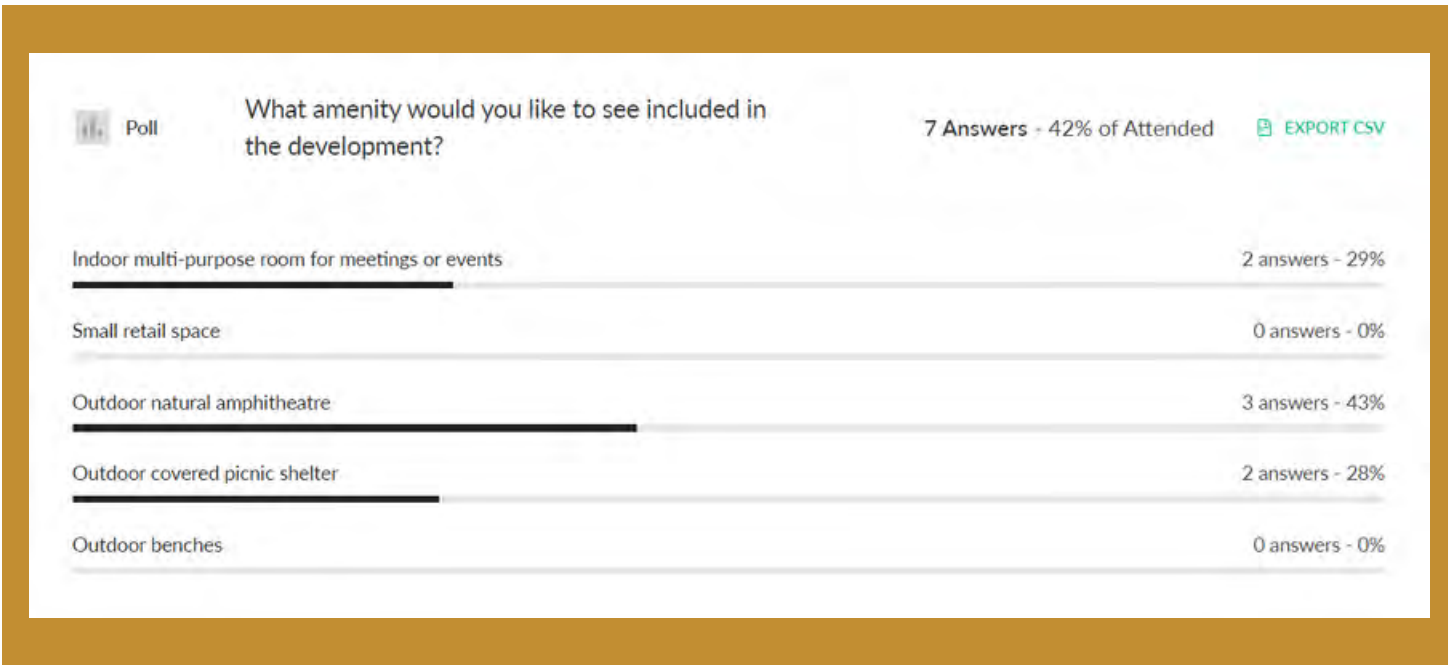 Poll
What amenity would you like to see included in
the development?
7 Answers - 42% of Attended
EXPORT CSV
Indoor multi-purpose room for meetings or events
2 answers - 29%
Small retail space
0 answers - 0%
Outdoor natural amphitheatre
3 answers - 43%
Outdoor covered picnic shelter
2 answers - 28%
Outdoor benches
0 answers - 0%